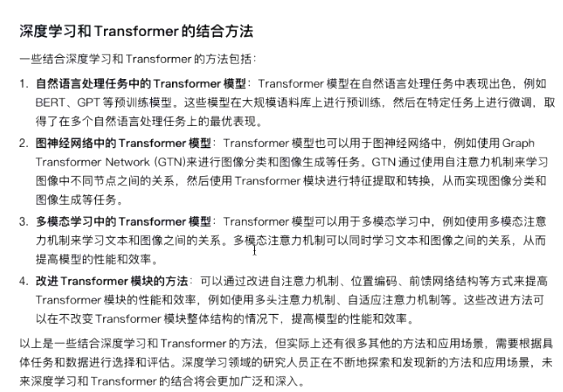 深度学习和 Transformer 的结合方法
一些结合深度学习和 Transformer 的方法包括：
1. 自然语言处理任务中的 Transformer 模型：Transformer 模型在自然语言处理任务中表现出色，例如
BERT、GPT 等预训练模型。这些模型在大规模语料库上进行预训练，然后在特定任务上进行微调，取
得了在多个自然语言处理任务上的最优表现。
2. 图神经网络中的 Transformer 模型：Transformer 模型也可以用于图神经网络中，例如使用 Graph
Transformer Network (GTN)来进行图像分类和图像生成等任务。GTN 通过使用自注意力机制来学习
图像中不同节点之间的关系，然后使用 Transformer 模块进行特征提取和转换，从而实现图像分类和
图像生成等任务。
3. 多模态学习中的 Transformer 模型：Transformer 模型可以用于多模态学习中，例如使用多模态注意
力机制来学习文本和图像之间的关系。多模态注意力机制可以同时学习文本和图像之间的关系，从而
提高模型的性能和效率。
4. 改进 Transformer 模块的方法：可以通过改进自注意力机制、位置编码、前馈网络结构等方式来提高
Transformer 模块的性能和效率，例如使用多头注意力机制、自适应注意力机制等。这些改进方法可
以在不改变 Transformer 模块整体结构的情况下，提高模型的性能和效率。
以上是一些结合深度学习和 Transformer 的方法，但实际上还有很多其他的方法和应用场景，需要根据具
体任务和数据进行选择和评估。深度学习领域的研究人员正在不断地探索和发现新的方法和应用场景，未
来深度学习和 Transformer 的结合将会更加广泛和深入。